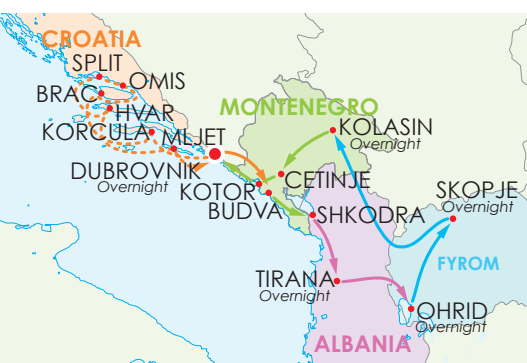 CROATIA
SPLIT
OMIS
BRAC
HVAR
MONTENEGRO
KORCULA
MLJET
KOLASIN
Overnight
DUBROVNIK
Overnight
CETINJE
KOTOR
BUDVA
SKOPJE
Overnight
SHKODRA
FYROM
TIRANA
Overnight
OHRID
Overnight
ALBANIA